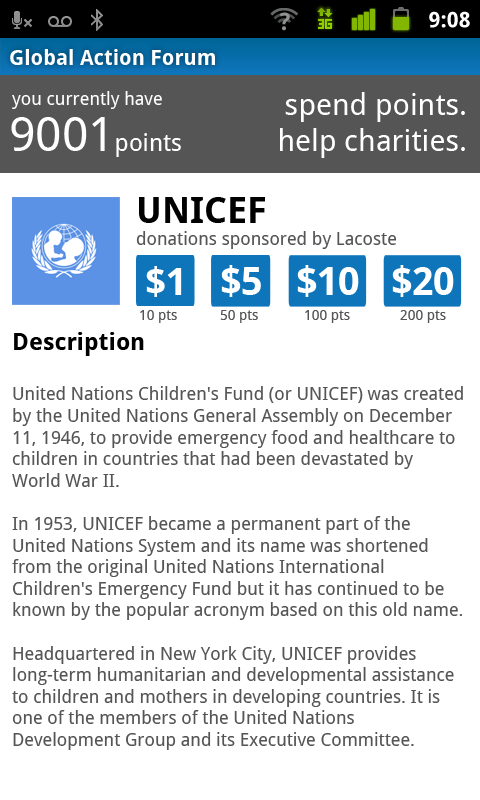 3G
9:08
Global Action Forum
you currently have
9001 points
spend points.
help charities.
UNICEF
donations sponsored by Lacoste
$1 $5 $10 $20
10 pts 50 pts 100 pts 200 pts
Description
United Nations Children's Fund (or UNICEF) was created
by the United Nations General Assembly on December
11, 1946, to provide emergency food and healthcare to
children in countries that had been devastated by
World War II.
In 1953, UNICEF became a permanent part of the
United Nations System and its name was shortened
from the original United Nations International
Children's Emergency Fund but it has continued to be
known by the popular acronym based on this old name.
Headquartered in New York City, UNICEF provides
long-term humanitarian and developmental assistance
to children and mothers in developing countries. It is
one of the members of the United Nations
Development Group and its Executive Committee.